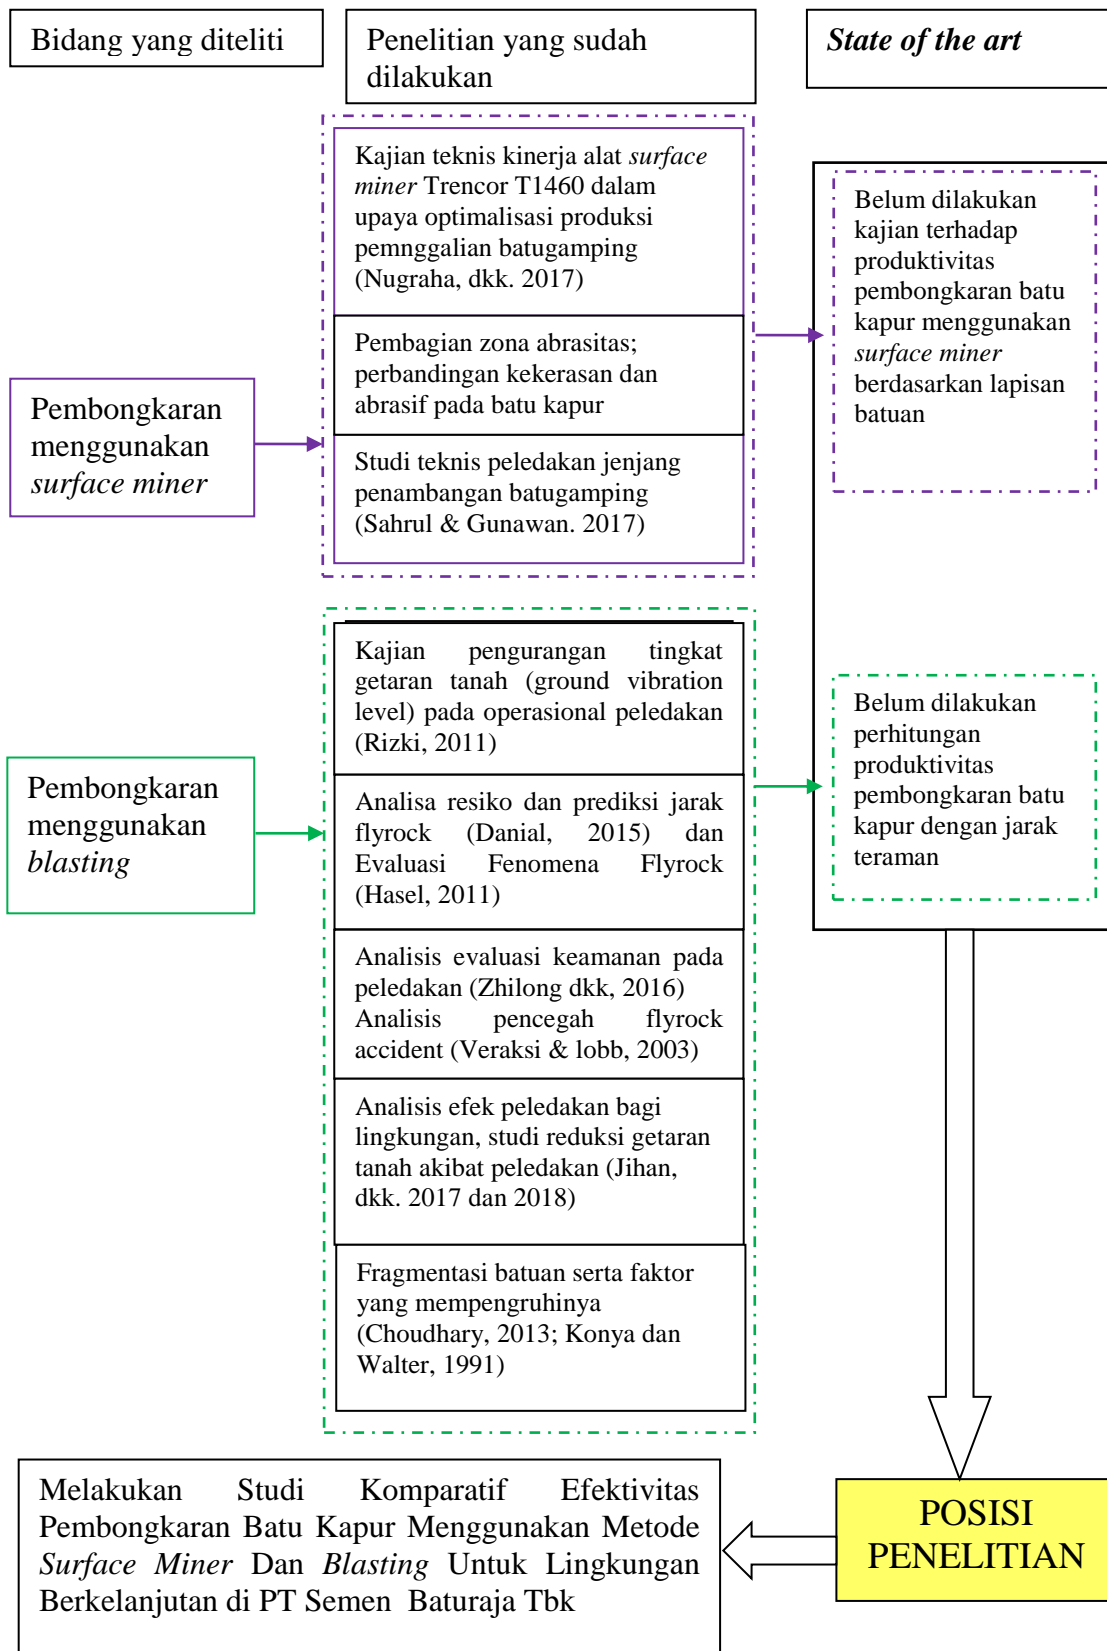 Bidang yang diteliti
Penelitian yang sudah
dilakukan
State of the art
Pembongkaran
menggunakan
surface miner
Kajian teknis kinerja alat surface
miner Trencor T1460 dalam
upaya optimalisasi produksi
pemnggalian batugamping
(Nugraha, dkk. 2017)
Pembagian zona abrasitas;
perbandingan kekerasan dan
abrasif pada batu kapur
Studi teknis peledakan jenjang
penambangan batugamping
(Sahrul & Gunawan. 2017)
Belum dilakukan
kajian terhadap
produktivitas
pembongkaran batu
kapur menggunakan
surface miner
berdasarkan lapisan
batuan
Pembongkaran
menggunakan
blasting
Kajian pengurangan tingkat
getaran tanah (ground vibration
level) pada operasional peledakan
(Rizki, 2011)
Analisa resiko dan prediksi jarak
flyrock (Danial, 2015) dan
Evaluasi Fenomena Flyrock
(Hasel, 2011)
Analisis evaluasi keamanan pada
peledakan (Zhilong dkk, 2016)
Analisis pencegah flyrock
accident (Veraksi & lobb, 2003)
Analisis efek peledakan bagi
lingkungan, studi reduksi getaran
tanah akibat peledakan (Jihan,
dkk. 2017 dan 2018)
Fragmentasi batuan serta faktor
yang mempengruhinya
(Choudhary, 2013; Konya dan
Walter, 1991)
Belum dilakukan
perhitungan
produktivitas
pembongkaran batu
kapur dengan jarak
teraman
POSISI
PENELITIAN
Melakukan Studi Komparatif Efektivitas
Pembongkaran Batu Kapur Menggunakan Metode
Surface Miner Dan Blasting Untuk Lingkungan
Berkelanjutan di PT Semen Baturaja Tbk